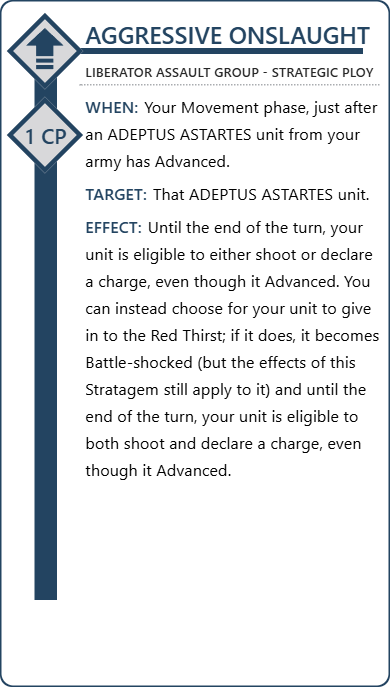 AGGRESSIVE ONSLAUGHT
LIBERATOR ASSAULT GROUP - STRATEGIC PLOY
1 CP
WHEN: Your Movement phase, just after
an ADEPTUS ASTARTES unit from your
army has Advanced.
TARGET: That ADEPTUS ASTARTES unit.
EFFECT: Until the end of the turn, your
unit is eligible to either shoot or declare
a charge, even though it Advanced. You
can instead choose for your unit to give
in to the Red Thirst; if it does, it becomes
Battle-shocked (but the effects of this
Stratagem still apply to it) and until the
end of the turn, your unit is eligible to
both shoot and declare a charge, even
though it Advanced.